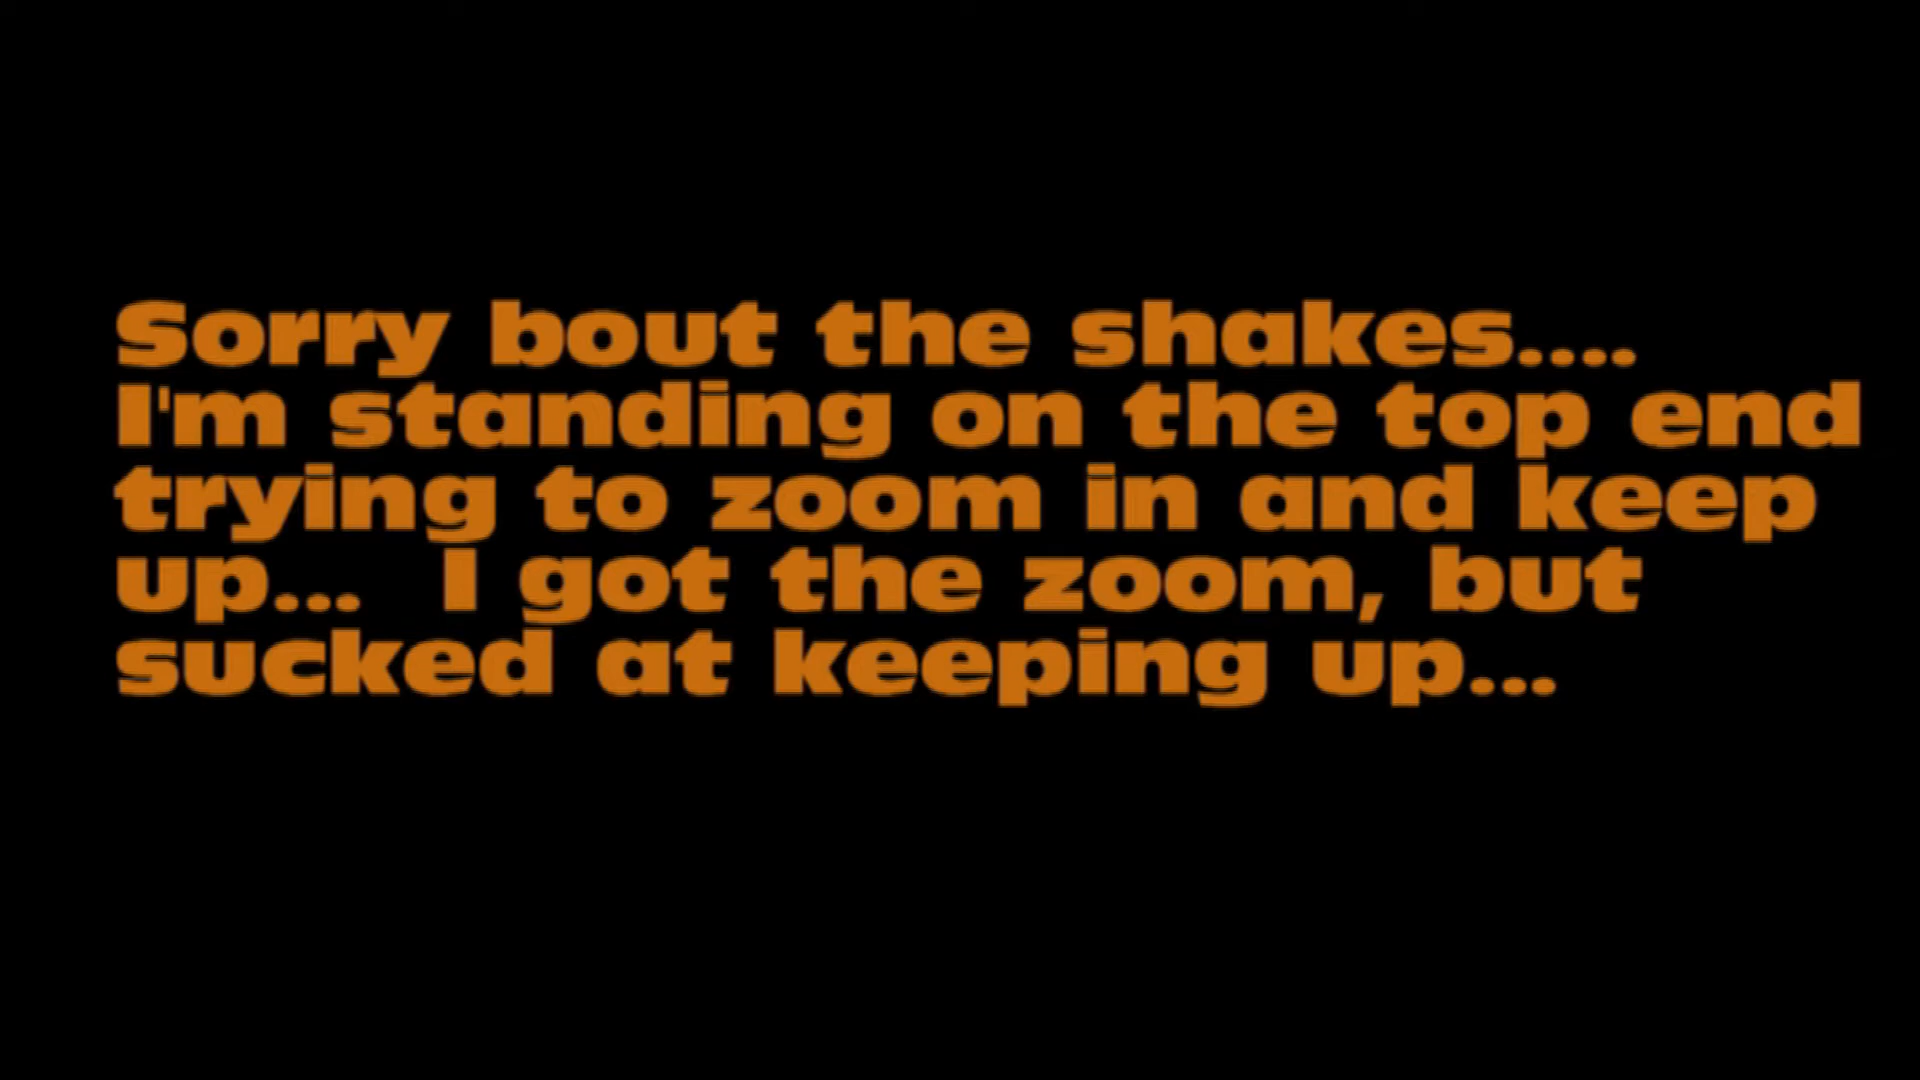 Sorry bout the shakes....
I'm standing on the top end
trying to zoom in and keep
up...  I got the zoom, but
sucked at keeping up...